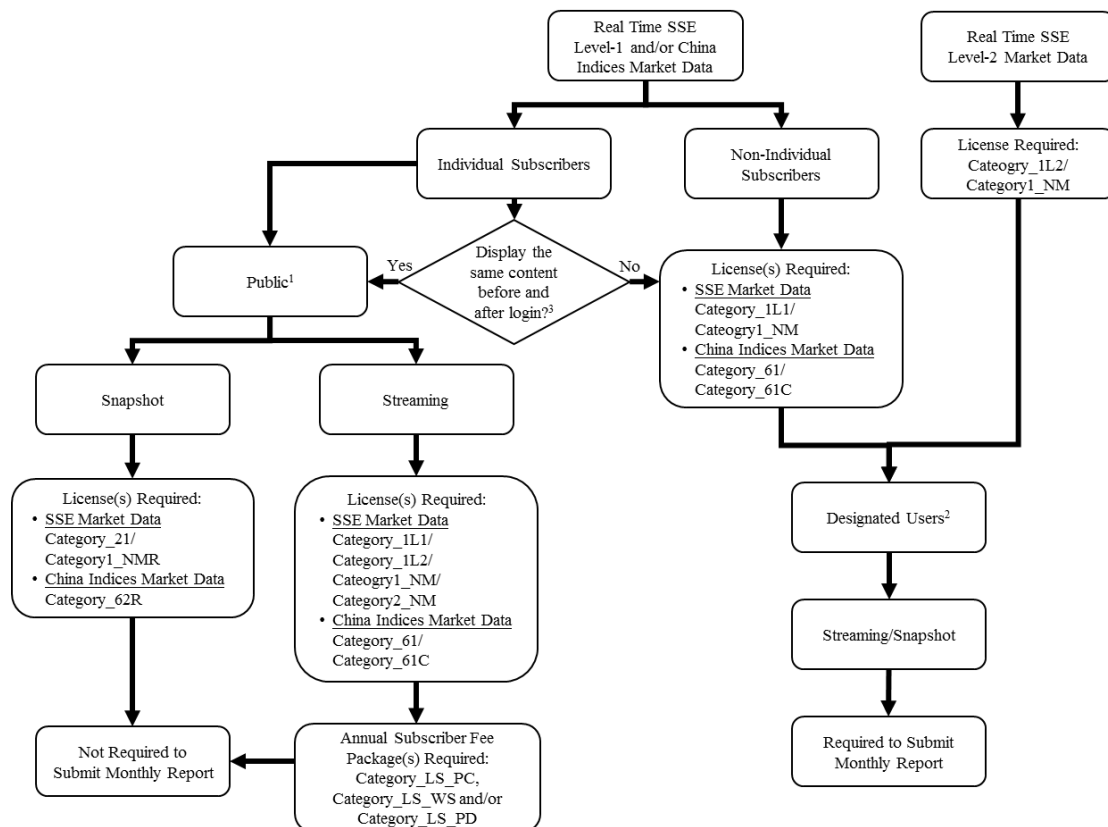 Real Time SSE
Level-1 and/or China
Indices Market Data
Real Time SSE
Level-2 Market Data
Individual Subscribers
Non-Individual
Subscribers
License Required:
Cateogry_1L2/
Category1_NM
Public1
Yes
Display the
same content
before and
after login?3
No
License(s) Required:
• SSE Market Data
Category_1L1/
Cateogry1_NM
• China Indices Market Data
Category_61/
Category_61C
Snapshot
Streaming
License(s) Required:
• SSE Market Data
Category_21/
Category1_NMR
• China Indices Market Data
Category_62R
License(s) Required:
• SSE Market Data
Category_1L1/
Category_1L2/
Cateogry1_NM/
Category2_NM
• China Indices Market Data
Category_61/
Category_61C
Designated Users2
Streaming/Snapshot
Not Required to
Submit Monthly Report
Annual Subscriber Fee
Package(s) Required:
Category_LS_PC,
Category_LS_WS and/or
Category_LS_PD
Required to Submit
Monthly Report